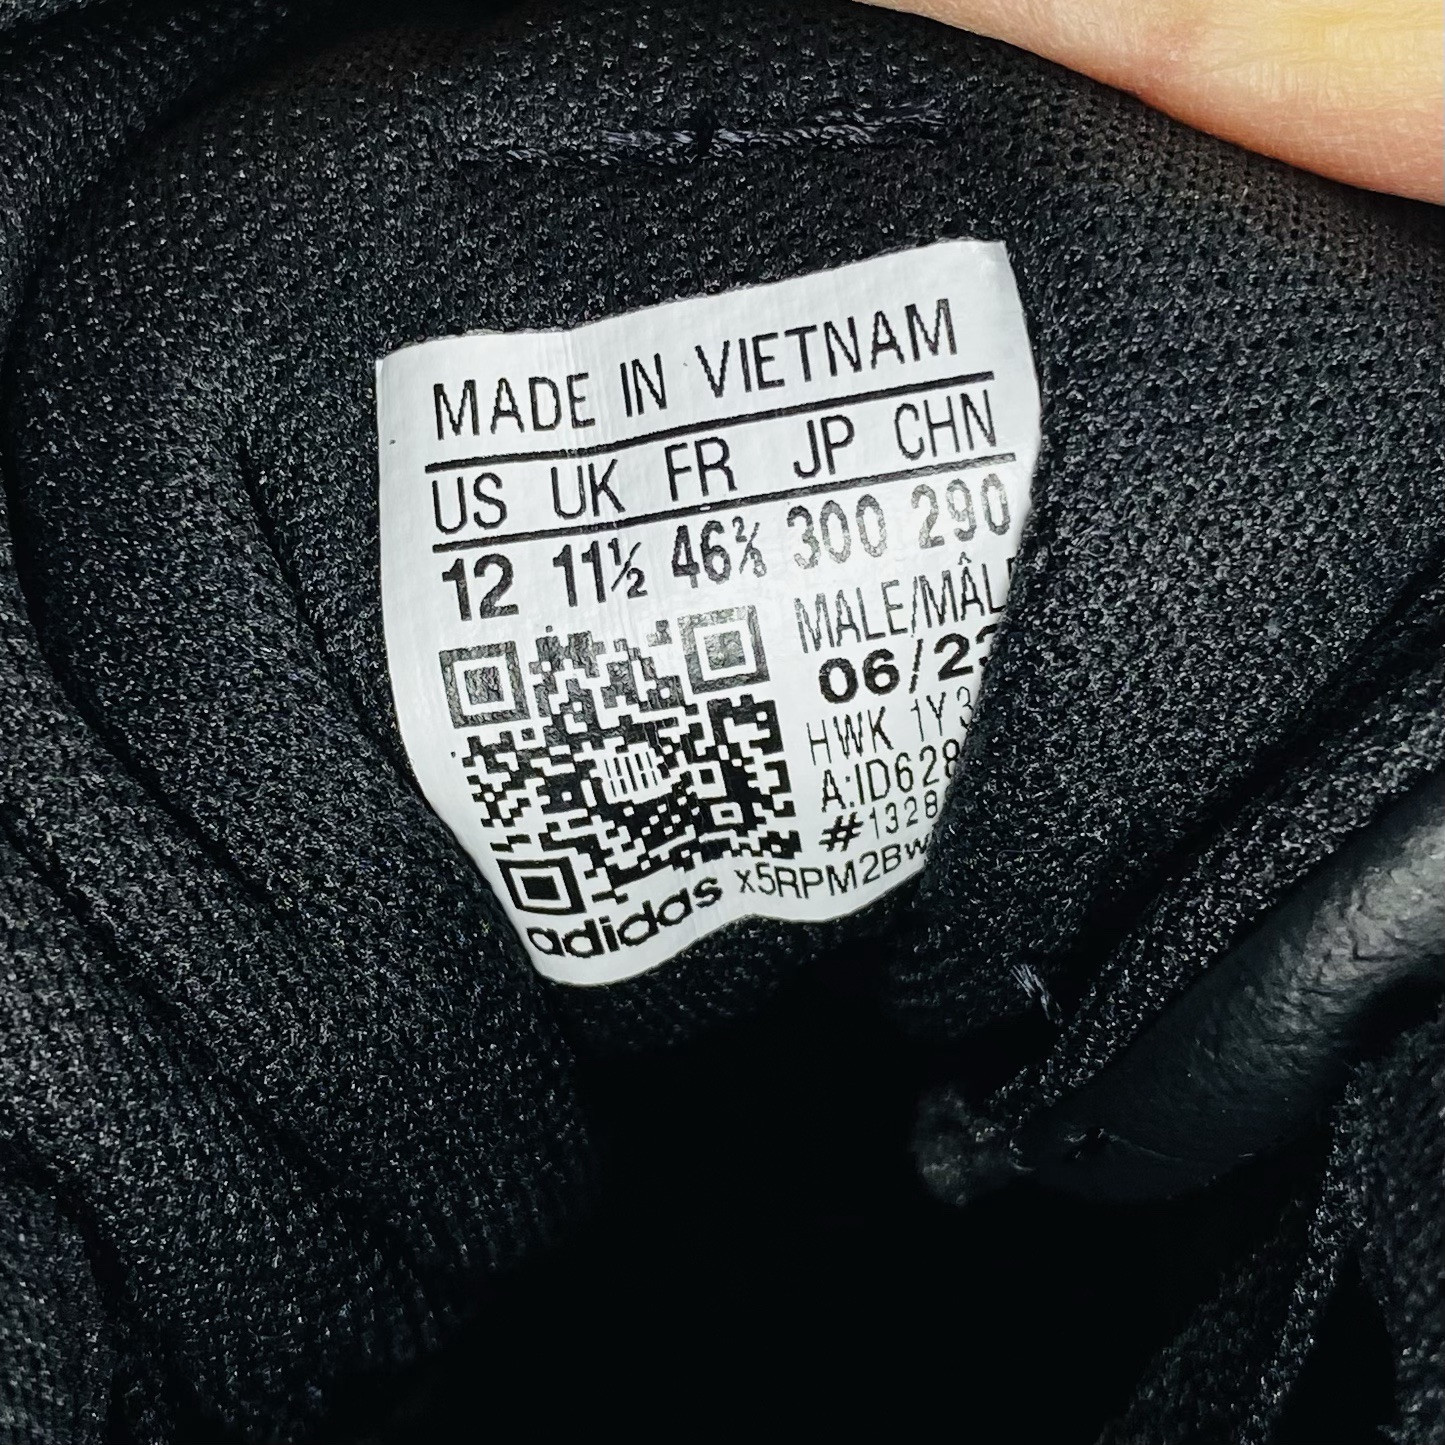 MADE IN VIETNAM
US UK FR JP CHN
12 11½ 46⅔ 300 290
MALE/MÂL
06/23
HWK 1Y3
A:ID628
#1328
adidas x5RPM2Bw